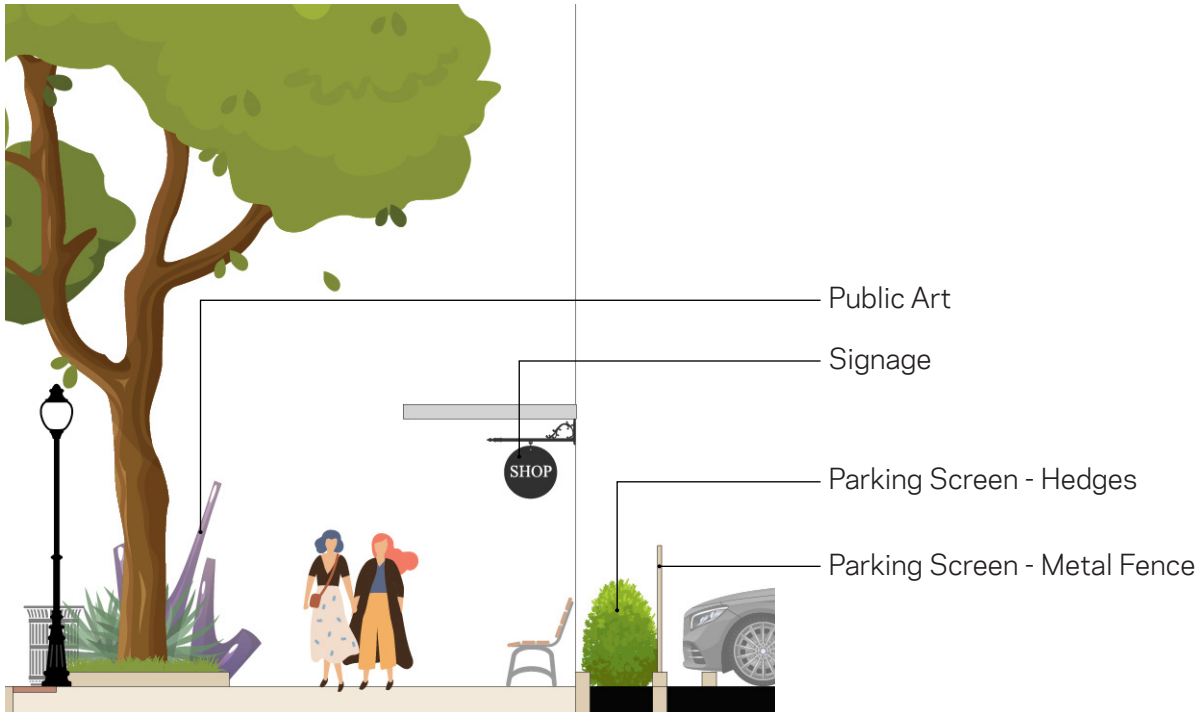 Public Art
Signage
SHOP
Parking Screen - Hedges
Parking Screen - Metal Fence